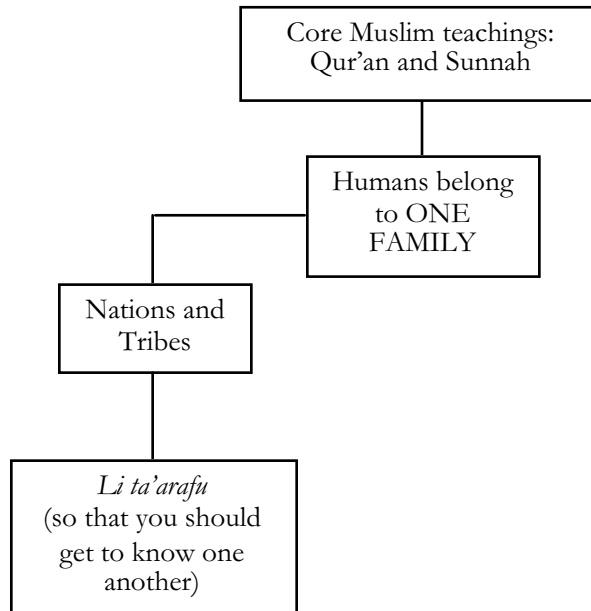 Core Muslim teachings:
Qur’an and Sunnah
Humans belong
to ONE
FAMILY
Nations and
Tribes
Li ta’arafu
(so that you should
get to know one
another)